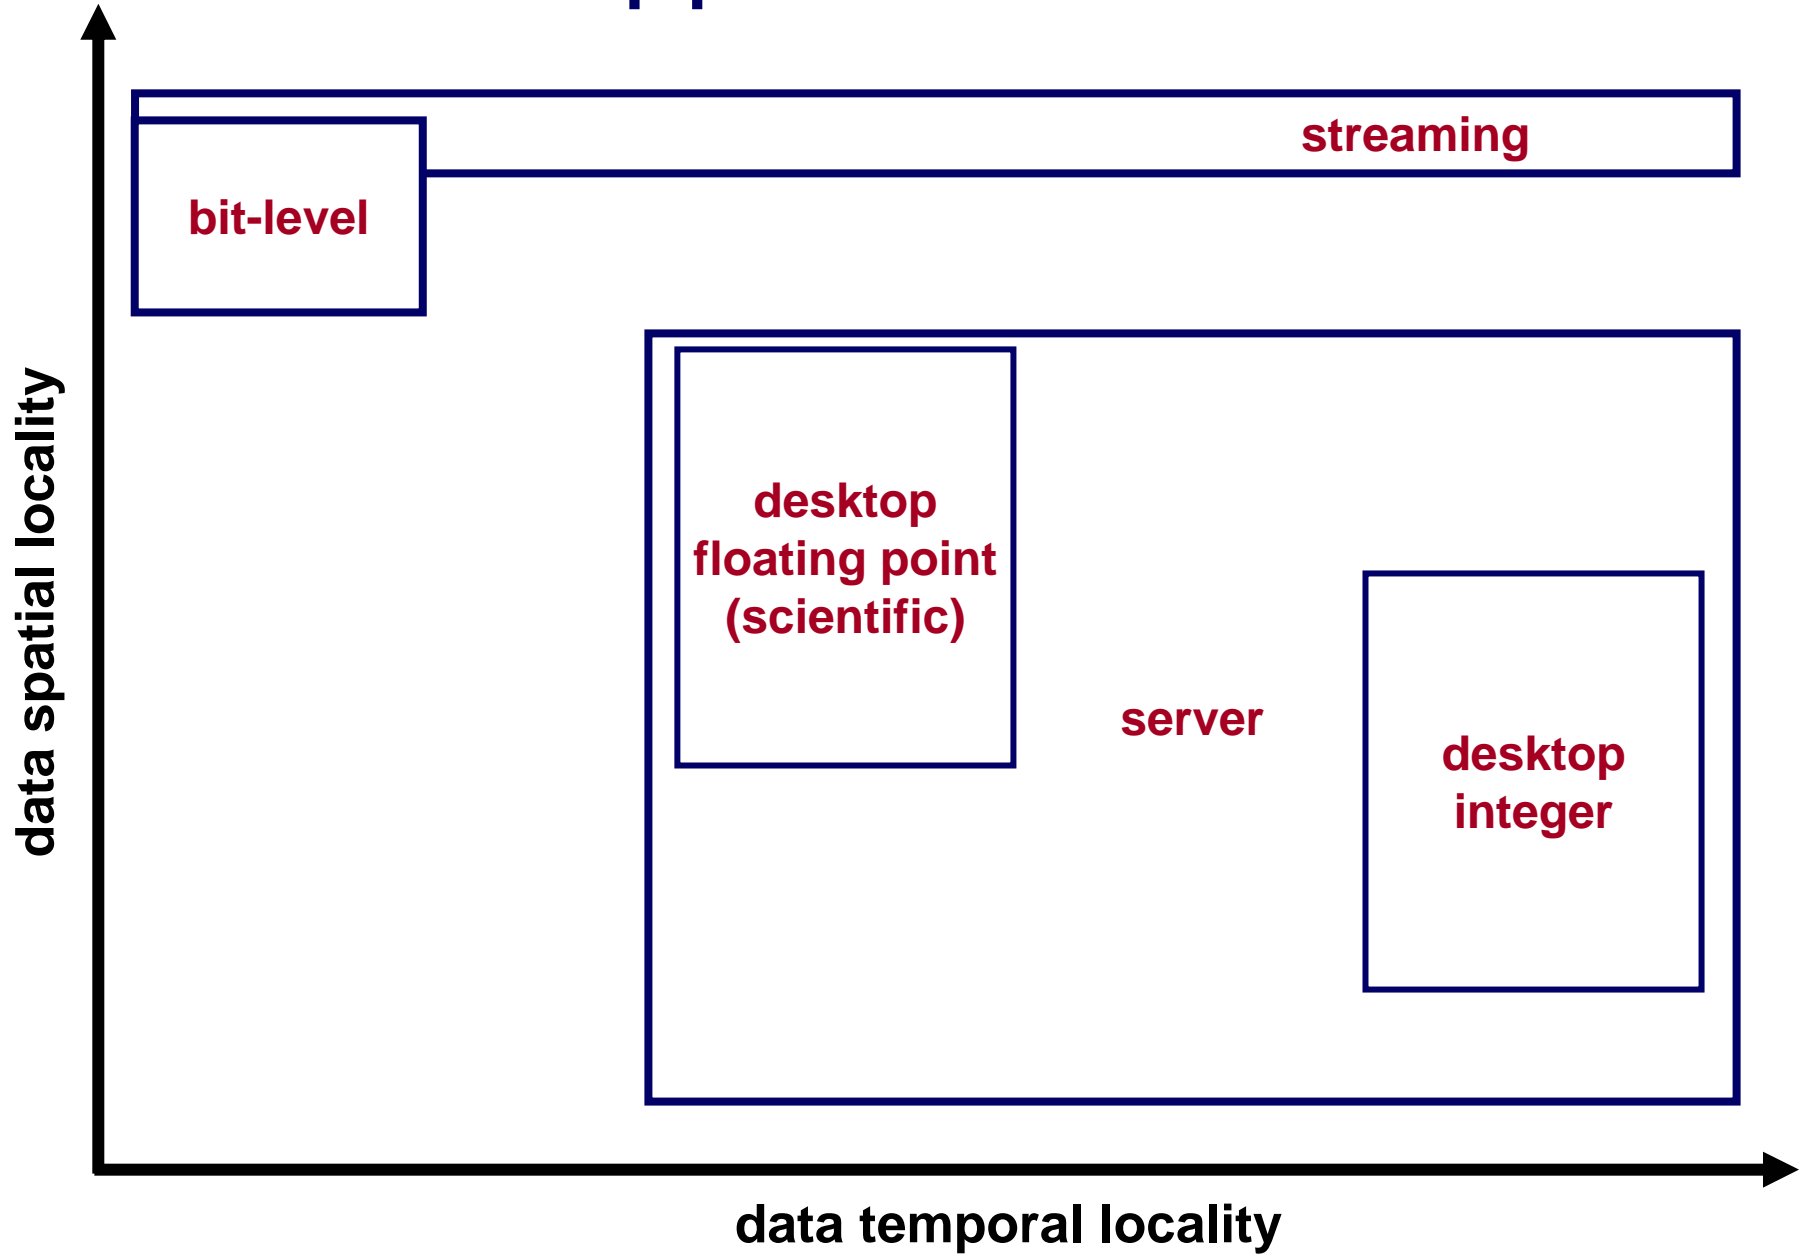 streaming
bit-level
desktop
floating point
(scientific)
server
desktop
integer
data spatial locality
data temporal locality